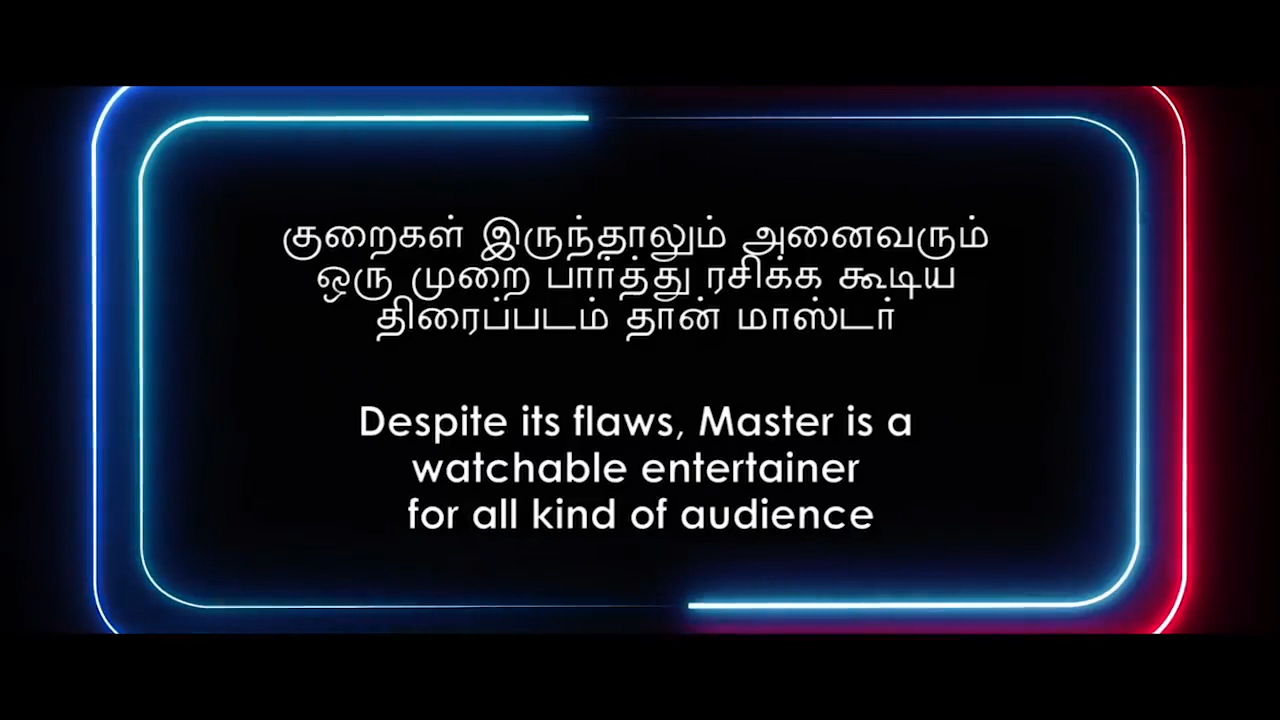 குறைகள் இருந்தாலும் அனைவரும்
ஒரு முறை பார்த்து ரசிக்க கூடிய
திரைப்படம் தான் மாஸ்டர்
Despite its flaws, Master is a
watchable entertainer
for all kind of audience